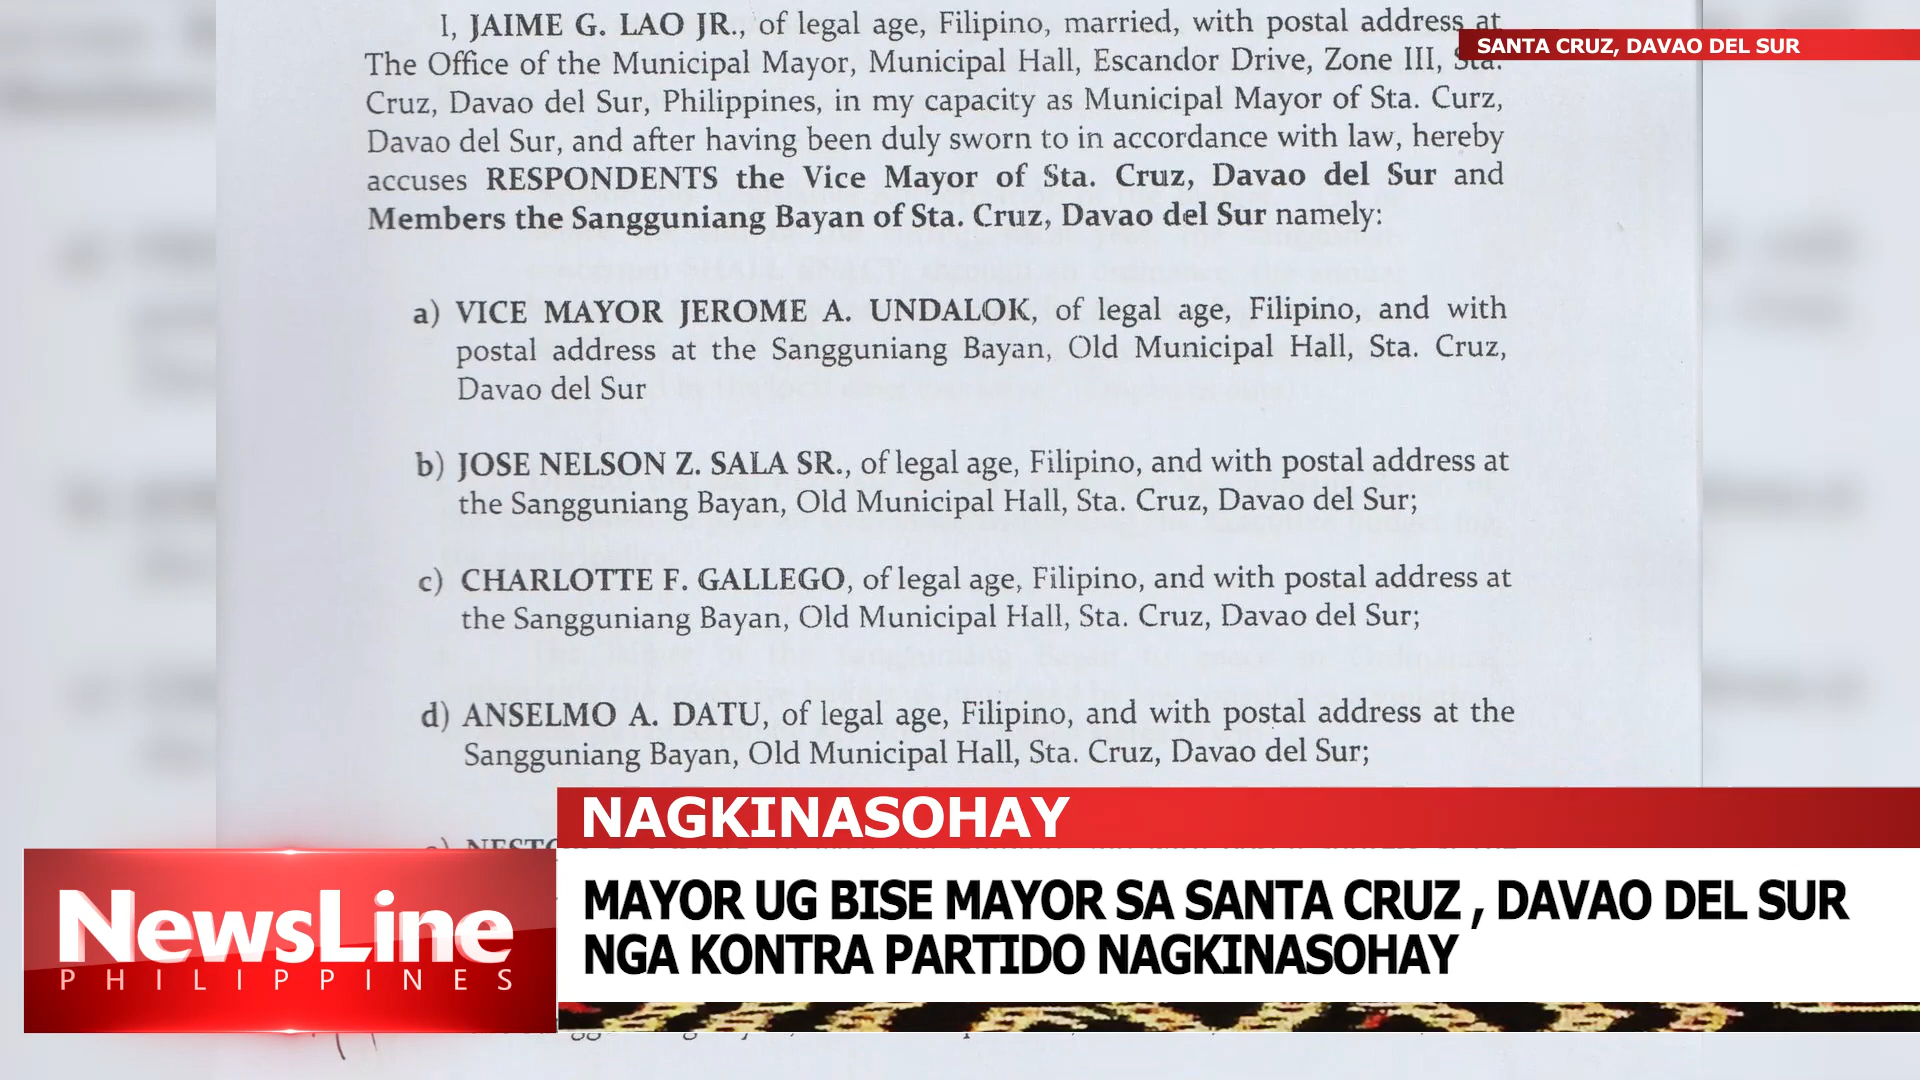 I, JAIME G. LAO JR., of legal age, Filipino, married, with postal address at
SANTA CRUZ, DAVAO DEL SUR
The Office of the Municipal Mayor, Municipal Hall, Escandor Drive, Zone III, Sta.
Cruz, Davao del Sur, Philippines, in my capacity as Municipal Mayor of Sta. Curz,
Davao del Sur, and after having been duly sworn to in accordance with law, hereby
accuses RESPONDENTS the Vice Mayor of Sta. Cruz, Davao del Sur and
Members the Sangguniang Bayan of Sta. Cruz, Davao del Sur namely:
a) VICE MAYOR JEROME A. UNDALOK, of legal age, Filipino, and with
postal address at the Sangguniang Bayan, Old Municipal Hall, Sta. Cruz,
Davao del Sur
b) JOSE NELSON Z. SALA SR., of legal age, Filipino, and with postal address at
the Sangguniang Bayan, Old Municipal Hall, Sta. Cruz, Davao del Sur;
c) CHARLOTTE F. GALLEGO, of legal age, Filipino, and with postal address at
the Sangguniang Bayan, Old Municipal Hall, Sta. Cruz, Davao del Sur;
d) ANSELMO A. DATU, of legal age, Filipino, and with postal address at the
Sangguniang Bayan, Old Municipal Hall, Sta. Cruz, Davao del Sur;
NAGKINASOHAY
MAYOR UG BISE MAYOR SA SANTA CRUZ , DAVAO DEL SUR
NGA KONTRA PARTIDO NAGKINASOHAY
NewsLine
PHILIPPINES